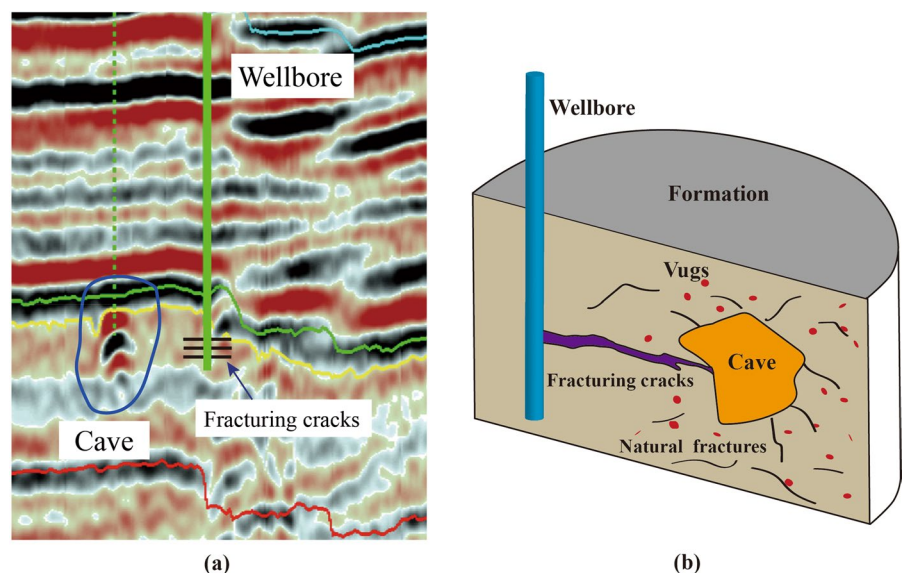 Wellbore
Fracturing cracks
Cave
(a)
Wellbore
Formation
Vugs
Cave
Fracturing cracks
Natural fractures
(b)